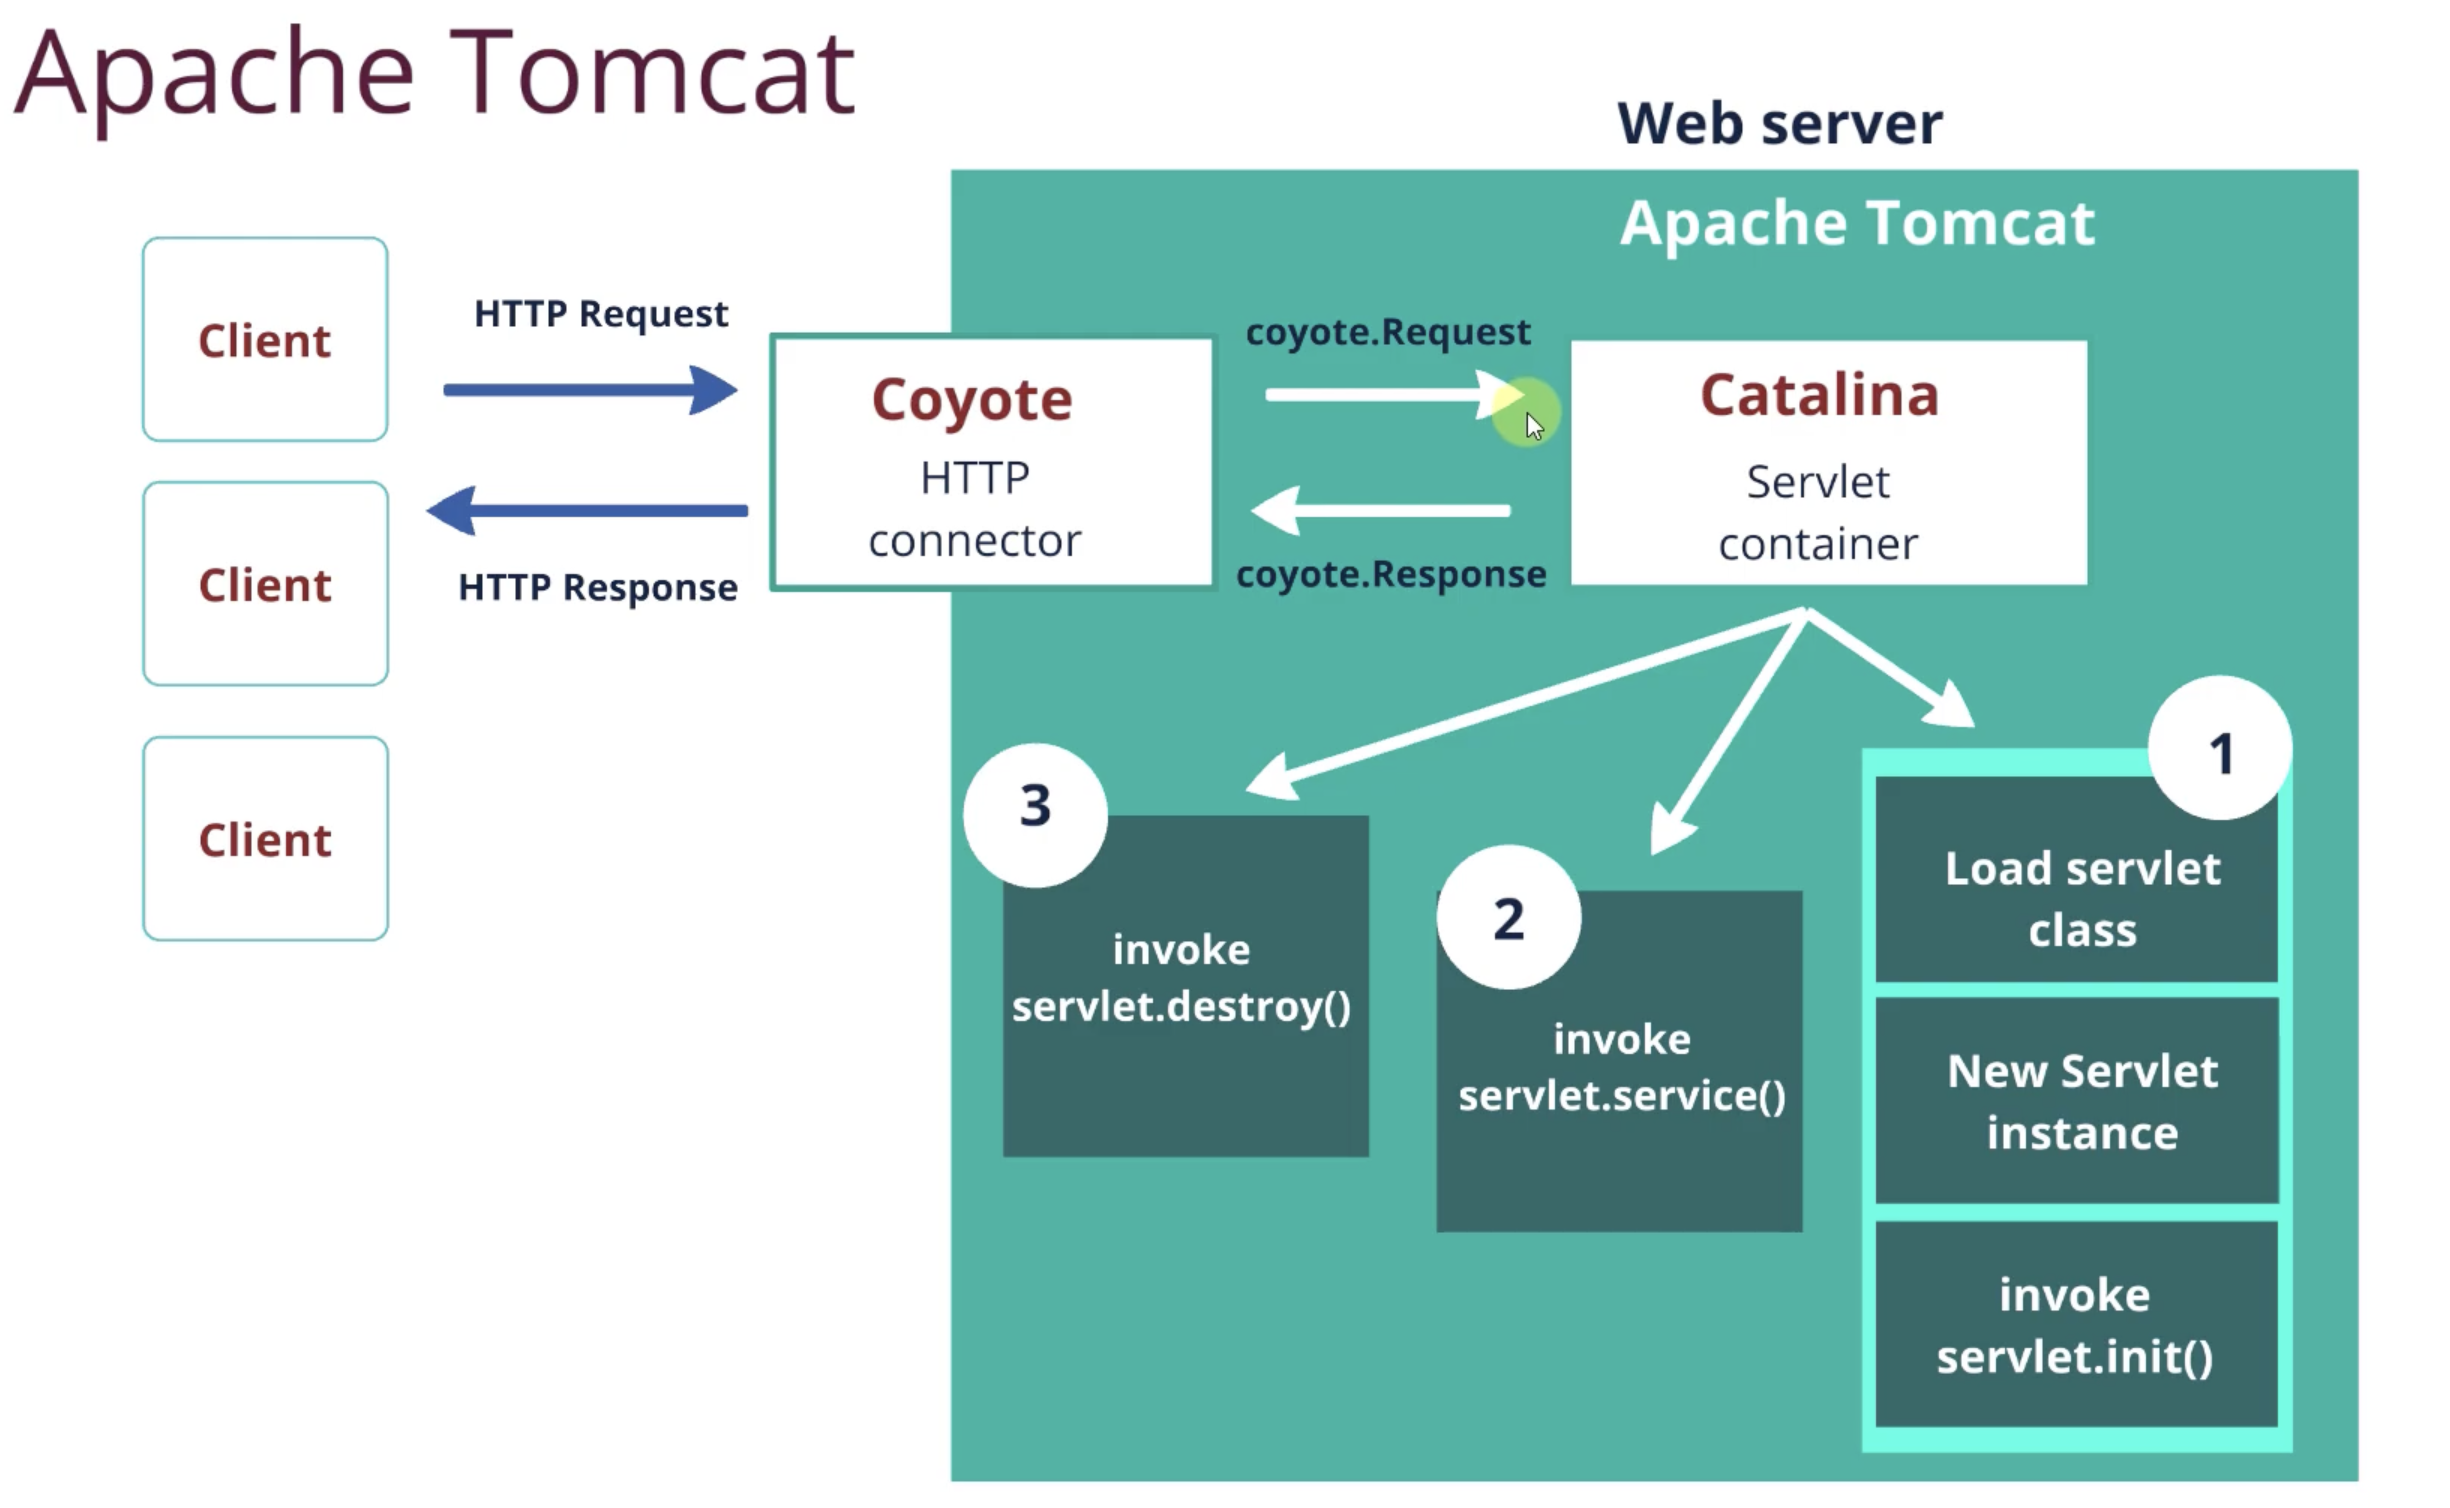 Apache Tomcat
Web server
Apache Tomcat
Client
Client
Client
HTTP Request
HTTP Response
Coyote
HTTP
connector
coyote.Request
coyote.Response
Catalina
Servlet
container
1
Load servlet
class
New Servlet
instance
invoke
servlet.init()
2
invoke
servlet.service()
3
invoke
servlet.destroy()